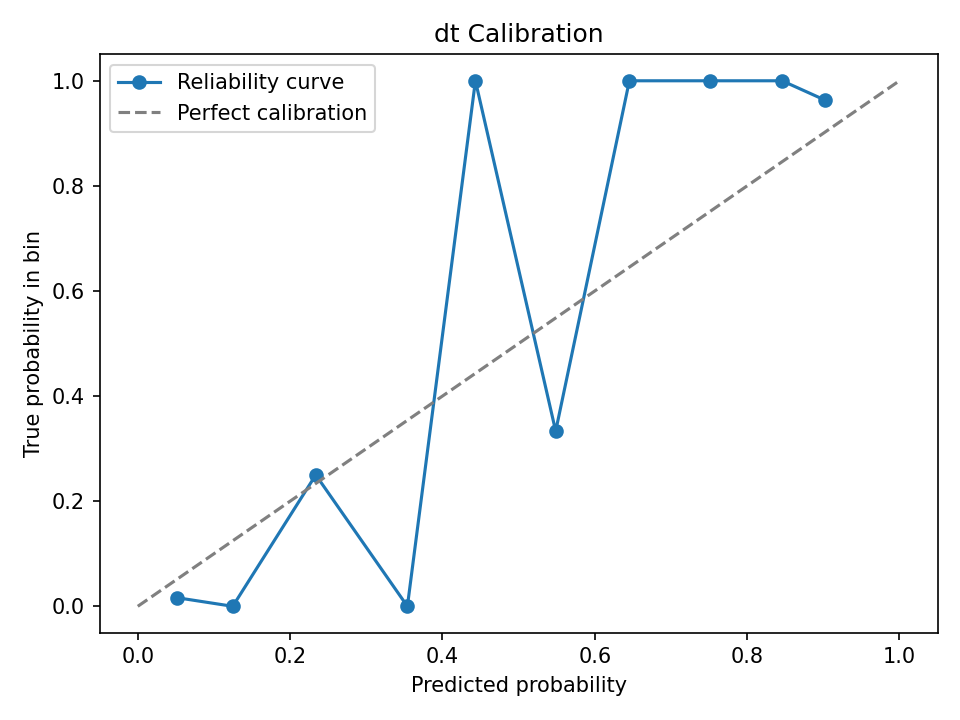 dt Calibration
Reliability curve
Perfect calibration
1.0
0.8
0.6
0.4
0.2
0.0
True probability in bin
0.0 0.2 0.4 0.6 0.8 1.0
Predicted probability